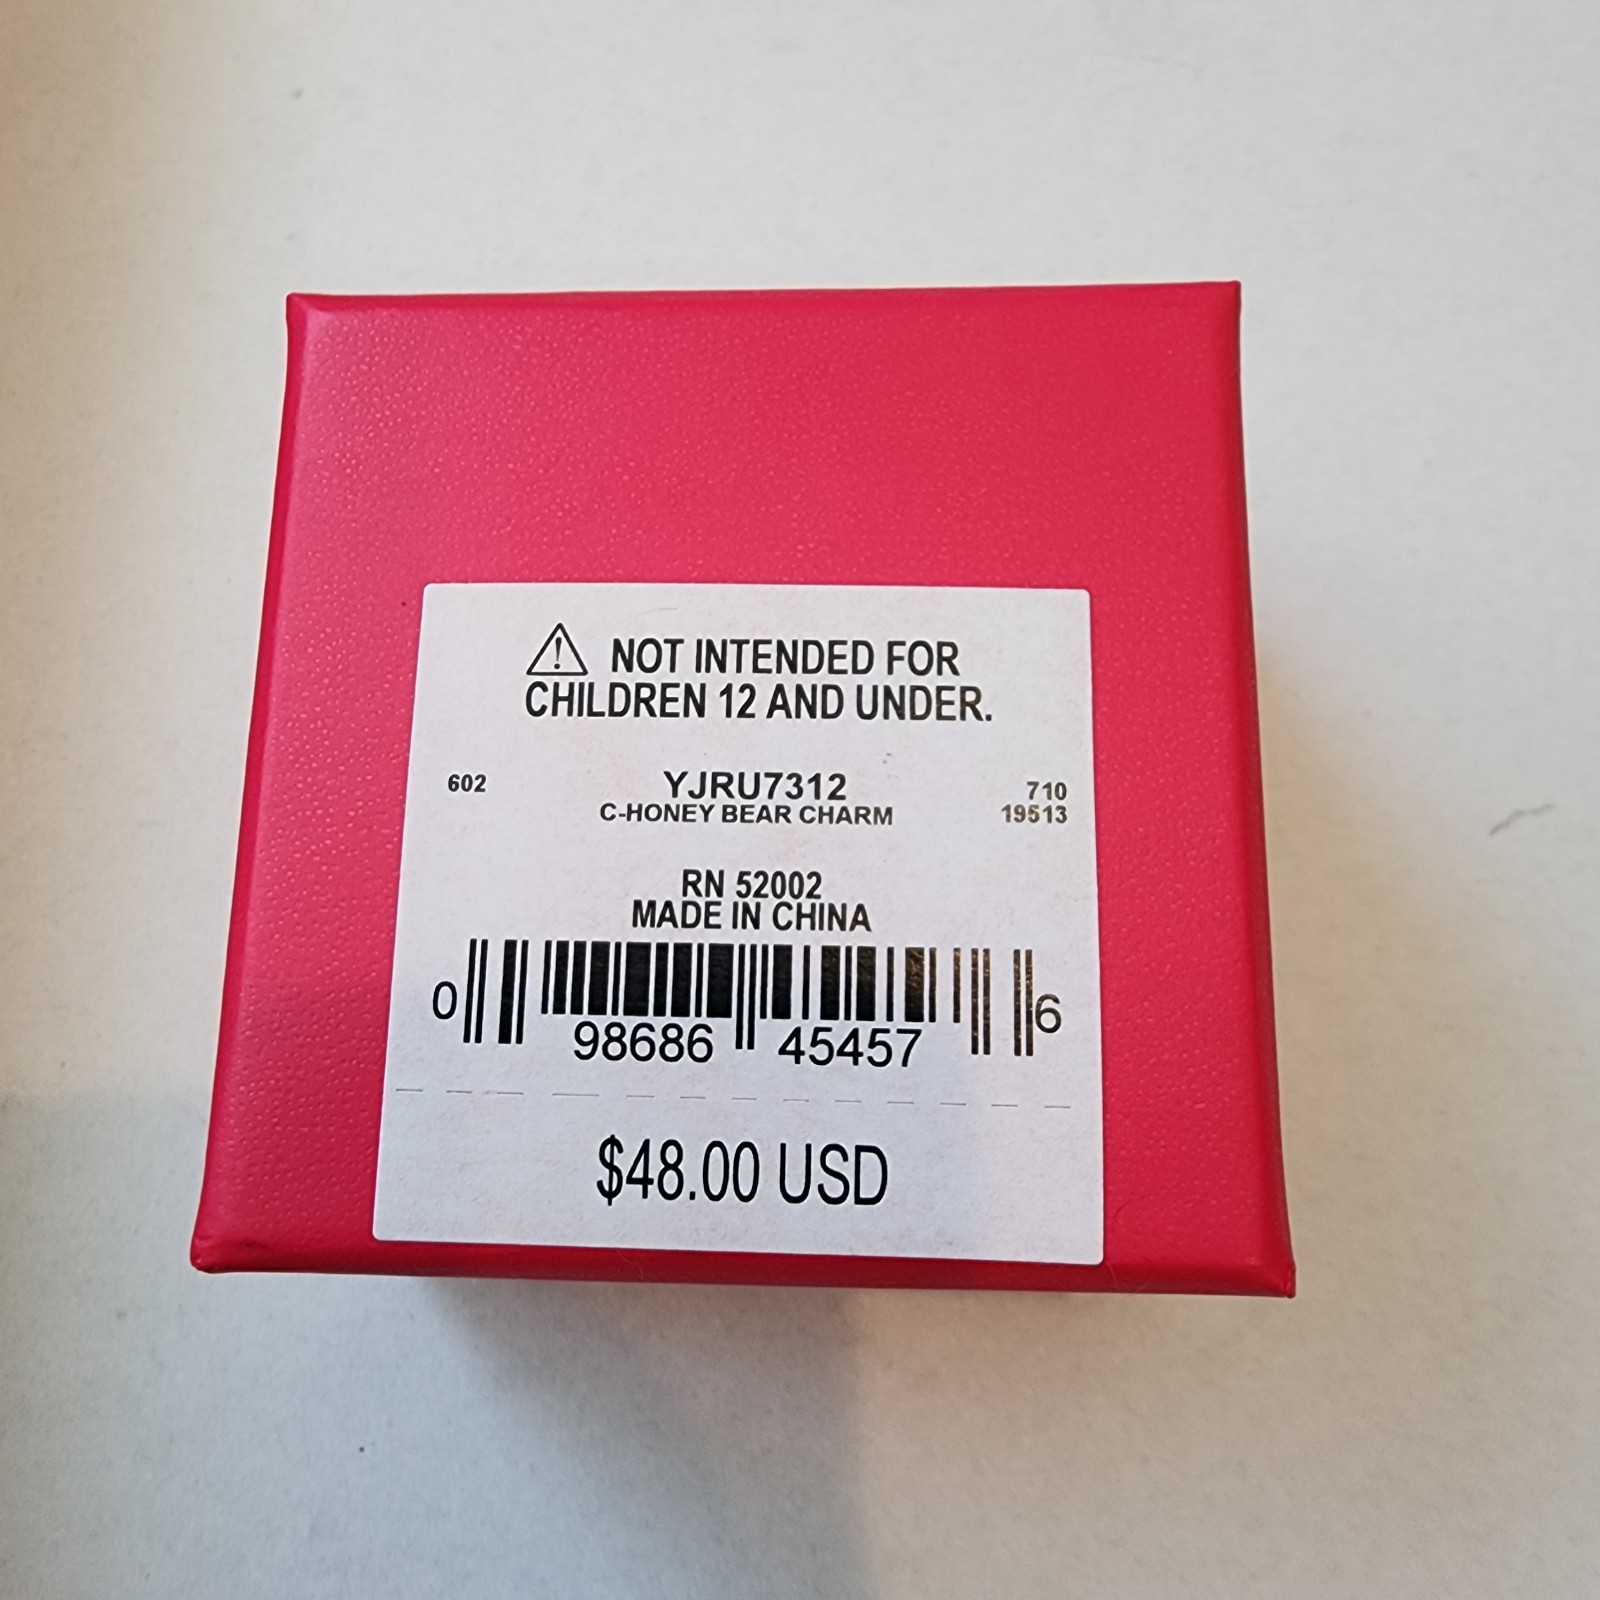 ⚠ NOT INTENDED FOR
CHILDREN 12 AND UNDER.
602 YJRU7312 710
C-HONEY BEAR CHARM 19513
RN 52002
MADE IN CHINA
0 98686 45457 6
$48.00 USD